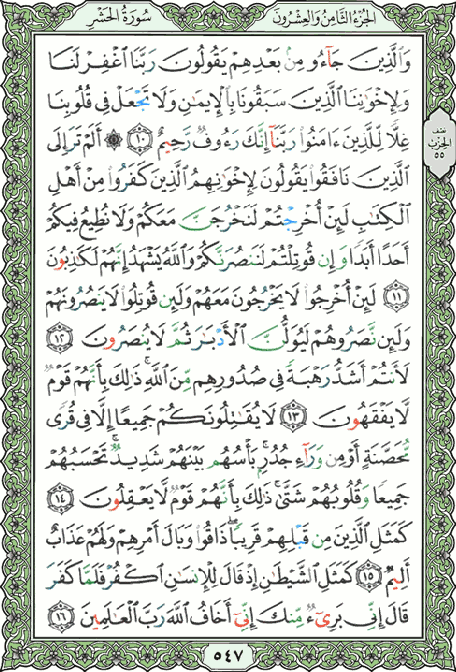 الجُزءُ الثَّامِنُ وَالعِشْرُون
سُورَةُ الحَشْر
وَالَّذِينَ جَآءُو مِنۢ بَعْدِهِمْ يَقُولُونَ رَبَّنَا ٱغْفِرْ لَنَا
وَلِإِخْوَٰنِنَا ٱلَّذِينَ سَبَقُونَا بِٱلْإِيمَٰنِ وَلَا تَجْعَلْ فِى قُلُوبِنَا
غِلًّا لِّلَّذِينَ ءَامَنُوا۟ رَبَّنَآ إِنَّكَ رَءُوفٌ رَّحِيمٌ ١٠ ۞ أَلَمْ تَرَ إِلَى
ٱلَّذِينَ نَافَقُوا۟ يَقُولُونَ لِإِخْوَٰنِهِمُ ٱلَّذِينَ كَفَرُوا۟ مِنْ أَهْلِ
ٱلْكِتَٰبِ لَئِنْ أُخْرِجْتُمْ لَنَخْرُجَنَّ مَعَكُمْ وَلَا نُطِيعُ فِيكُمْ
أَحَدًا أَبَدًا وَإِن قُوتِلْتُمْ لَنَنصُرَنَّكُمْ وَٱللَّهُ يَشْهَدُ إِنَّهُمْ لَكَٰذِبُونَ
١١ لَئِنْ أُخْرِجُوا۟ لَا يَخْرُجُونَ مَعَهُمْ وَلَئِن قُوتِلُوا۟ لَا يَنصُرُونَهُمْ
وَلَئِن نَّصَرُوهُمْ لَيُوَلُّنَّ ٱلْأَدْبَٰرَ ثُمَّ لَا يُنصَرُونَ ١٢
لَأَنتُمْ أَشَدُّ رَهْبَةً فِى صُدُورِهِم مِّنَ ٱللَّهِ ۚ ذَٰلِكَ بِأَنَّهُمْ قَوْمٌ
لَّا يَفْقَهُونَ ١٣ لَا يُقَٰتِلُونَكُمْ جَمِيعًا إِلَّا فِى قُرًى
مُّحَصَّنَةٍ أَوْ مِن وَرَآءِ جُدُرٍۭ ۚ بَأْسُهُم بَيْنَهُمْ شَدِيدٌ ۚ تَحْسَبُهُمْ
جَمِيعًا وَقُلُوبُهُمْ شَتَّىٰ ۚ ذَٰلِكَ بِأَنَّهُمْ قَوْمٌ لَّا يَعْقِلُونَ ١٤
كَمَثَلِ ٱلَّذِينَ مِن قَبْلِهِمْ قَرِيبًا ۖ ذَاقُوا۟ وَبَالَ أَمْرِهِمْ وَلَهُمْ عَذَابٌ
أَلِيمٌ ١٥ كَمَثَلِ ٱلشَّيْطَٰنِ إِذْ قَالَ لِلْإِنسَٰنِ ٱكْفُرْ فَلَمَّا كَفَرَ
قَالَ إِنِّى بَرِىٓءٌ مِّنكَ إِنِّىٓ أَخَافُ ٱللَّهَ رَبَّ ٱلْعَٰلَمِينَ ١٦
نصف
الحزب
٥٥
٥٤٧